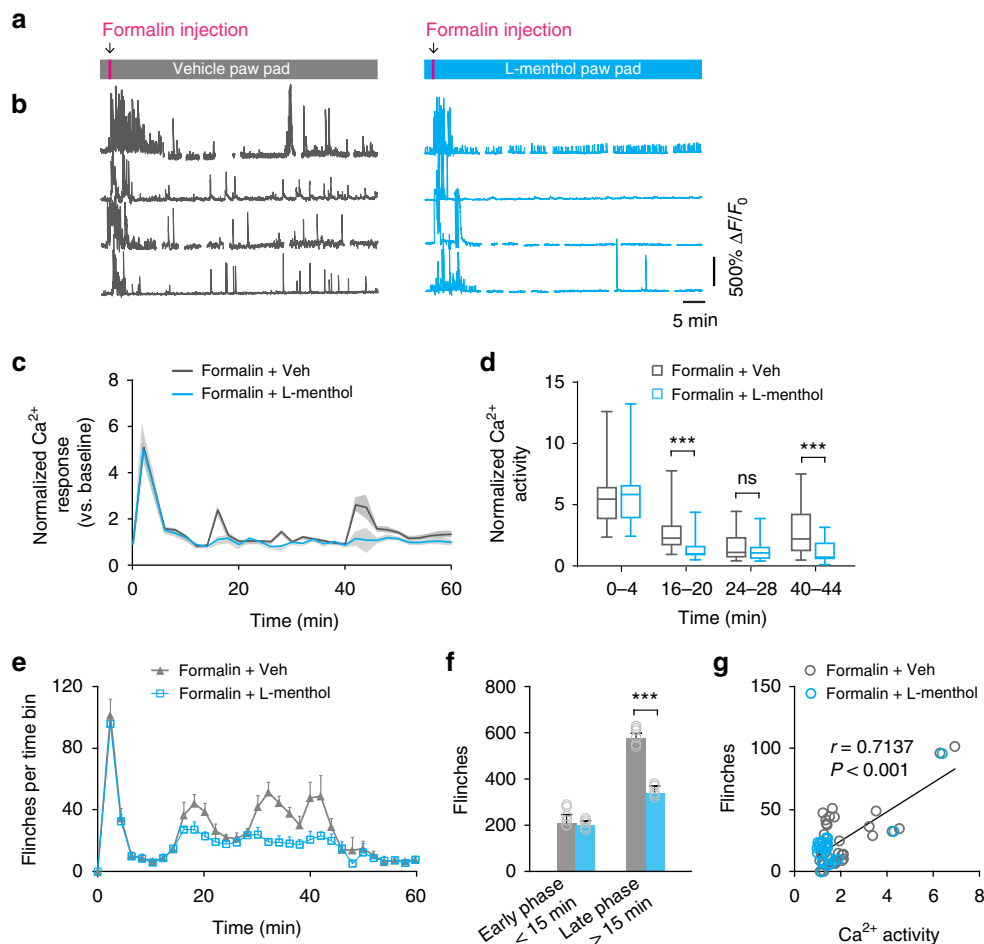 a
Formalin injection
Formalin injection
Vehicle paw pad
L-menthol paw pad
b
500% ΔF/F0
5 min
c
Formalin + Veh
Formalin + L-menthol
Normalized Ca2+
response
(vs. baseline)
8
6
4
2
0
0
20
40
60
Time (min)
d
Formalin + Veh
Formalin + L-menthol
Normalized Ca2+
activity
15
10
5
0
***
ns
***
0–4
16–20
24–28
40–44
Time (min)
e
Formalin + Veh
Formalin + L-menthol
Flinches per time bin
120
80
40
0
0
20
40
60
Time (min)
f
Flinches
800
600
400
200
0
***
Early phase
< 15 min
Late phase
> 15 min
g
Formalin + Veh
Formalin + L-menthol
Flinches
150
100
50
0
r = 0.7137
P < 0.001
0
2
4
6
8
Ca2+ activity